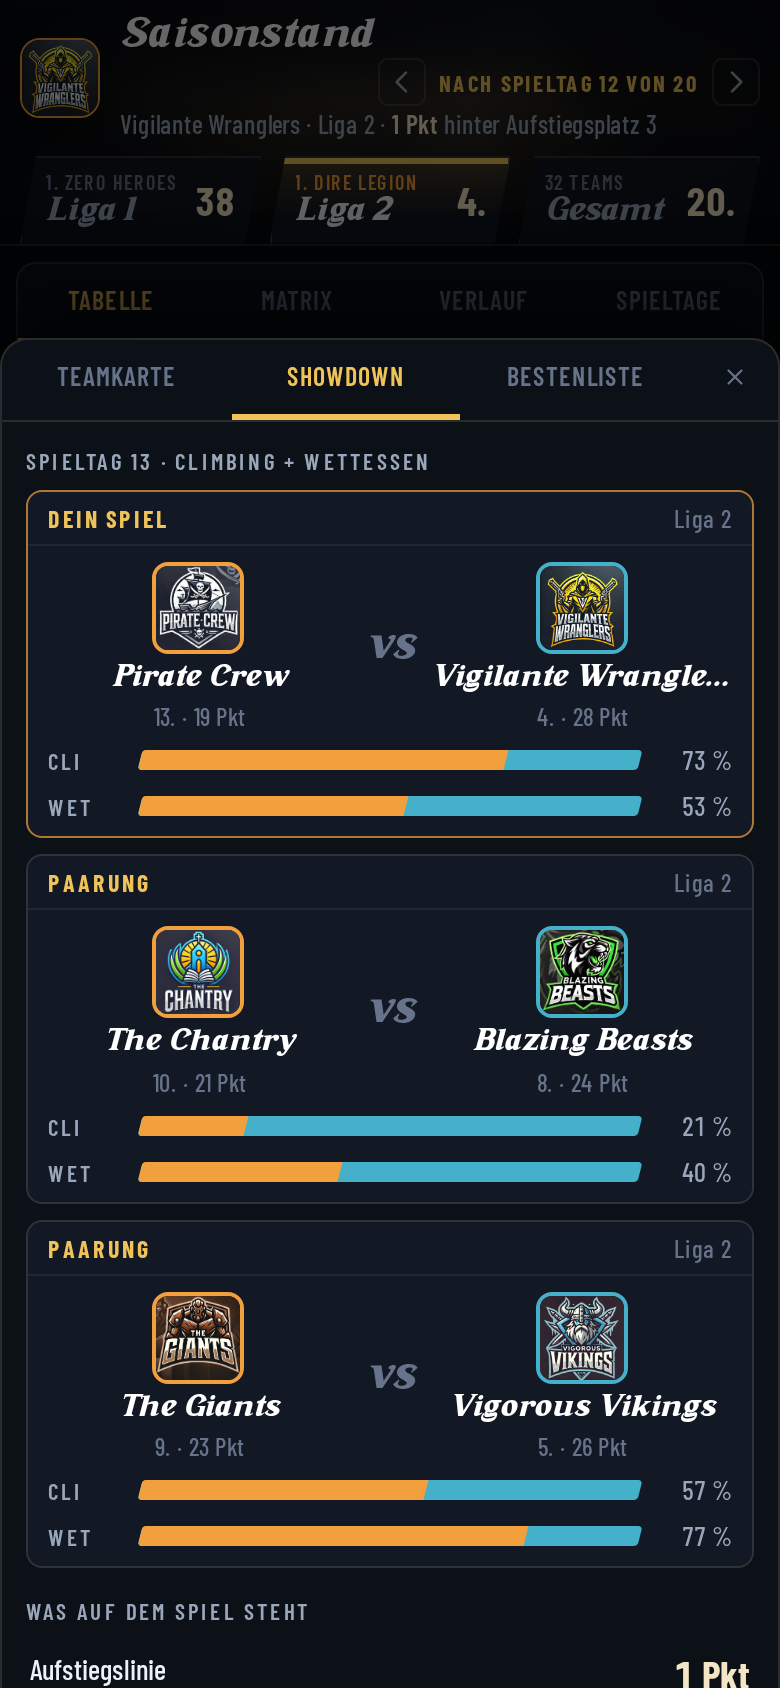 Saisonstand
NACH SPIELTAG 12 VON 20
Vigilante Wranglers · Liga 2 · 1 Pkt hinter Aufstiegsplatz 3
VIGILANTE
WRANGLERS
1. ZERO HEROES
Liga 1 38
1. DIRE LEGION
Liga 2 4.
32 TEAMS
Gesamt 20.
TABELLE MATRIX VERLAUF SPIELTAGE
TEAMKARTE SHOWDOWN BESTENLISTE ×
SPIELTAG 13 · CLIMBING + WETTESSEN
DEIN SPIEL Liga 2
PIRATE CREW
VIGILANTE
WRANGLERS
VS
Pirate Crew
Vigilante Wrangle...
13. · 19 Pkt
4. · 28 Pkt
CLI 73 %
WET 53 %
PAARUNG Liga 2
THE
CHANTRY
BLAZING
BEASTS
VS
The Chantry
Blazing Beasts
10. · 21 Pkt
8. · 24 Pkt
CLI 21 %
WET 40 %
PAARUNG Liga 2
THE
GIANTS
VIGOROUS
VIKINGS
VS
The Giants
Vigorous Vikings
9. · 23 Pkt
5. · 26 Pkt
CLI 57 %
WET 77 %
WAS AUF DEM SPIEL STEHT
Aufstiegslinie 1 Pkt